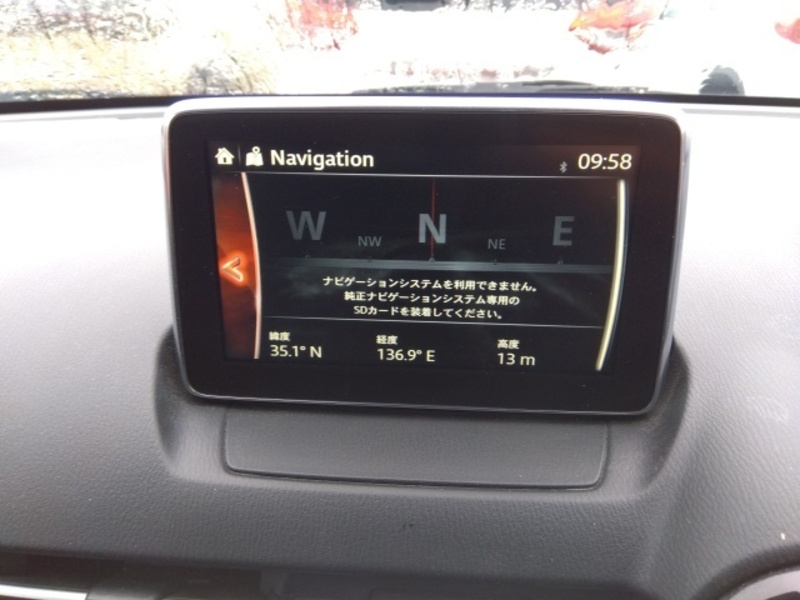 Navigation 09:58
W NW N NE E
ナビゲーションシステムを利用できません。
純正ナビゲーションシステム専用の
SDカードを装着してください。
緯度 経度 高度
35.1° N 136.9° E 13 m